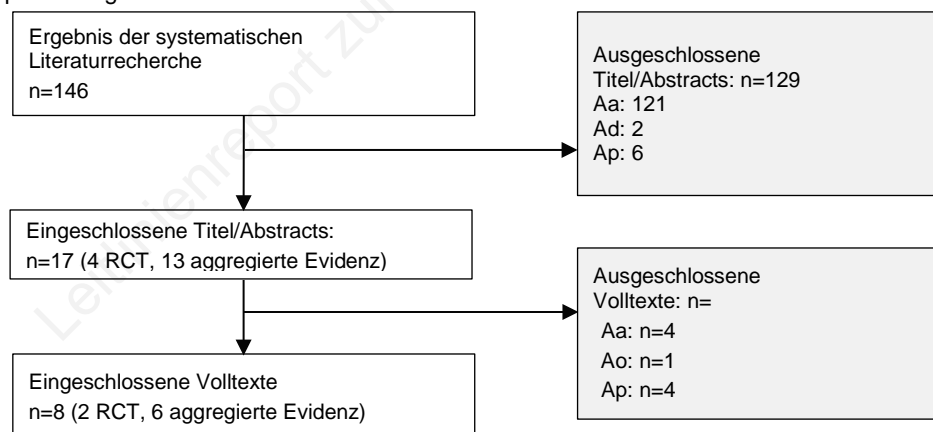 Ergebnis der systematischen
Literaturrecherche
n=146
Ausgeschlossene
Titel/Abstracts: n=129
Aa: 121
Ad: 2
Ap: 6
Eingeschlossene Titel/Abstracts:
n=17 (4 RCT, 13 aggregierte Evidenz)
Ausgeschlossene
Volltexte: n=
Aa: n=4
Ao: n=1
Ap: n=4
Eingeschlossene Volltexte
n=8 (2 RCT, 6 aggregierte Evidenz)
Leitlinienreport zur